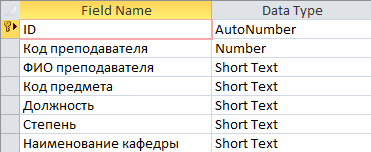 Field Name Data Type
ID AutoNumber
Код преподавателя Number
ФИО преподавателя Short Text
Код предмета Short Text
Должность Short Text
Степень Short Text
Наименование кафедры Short Text